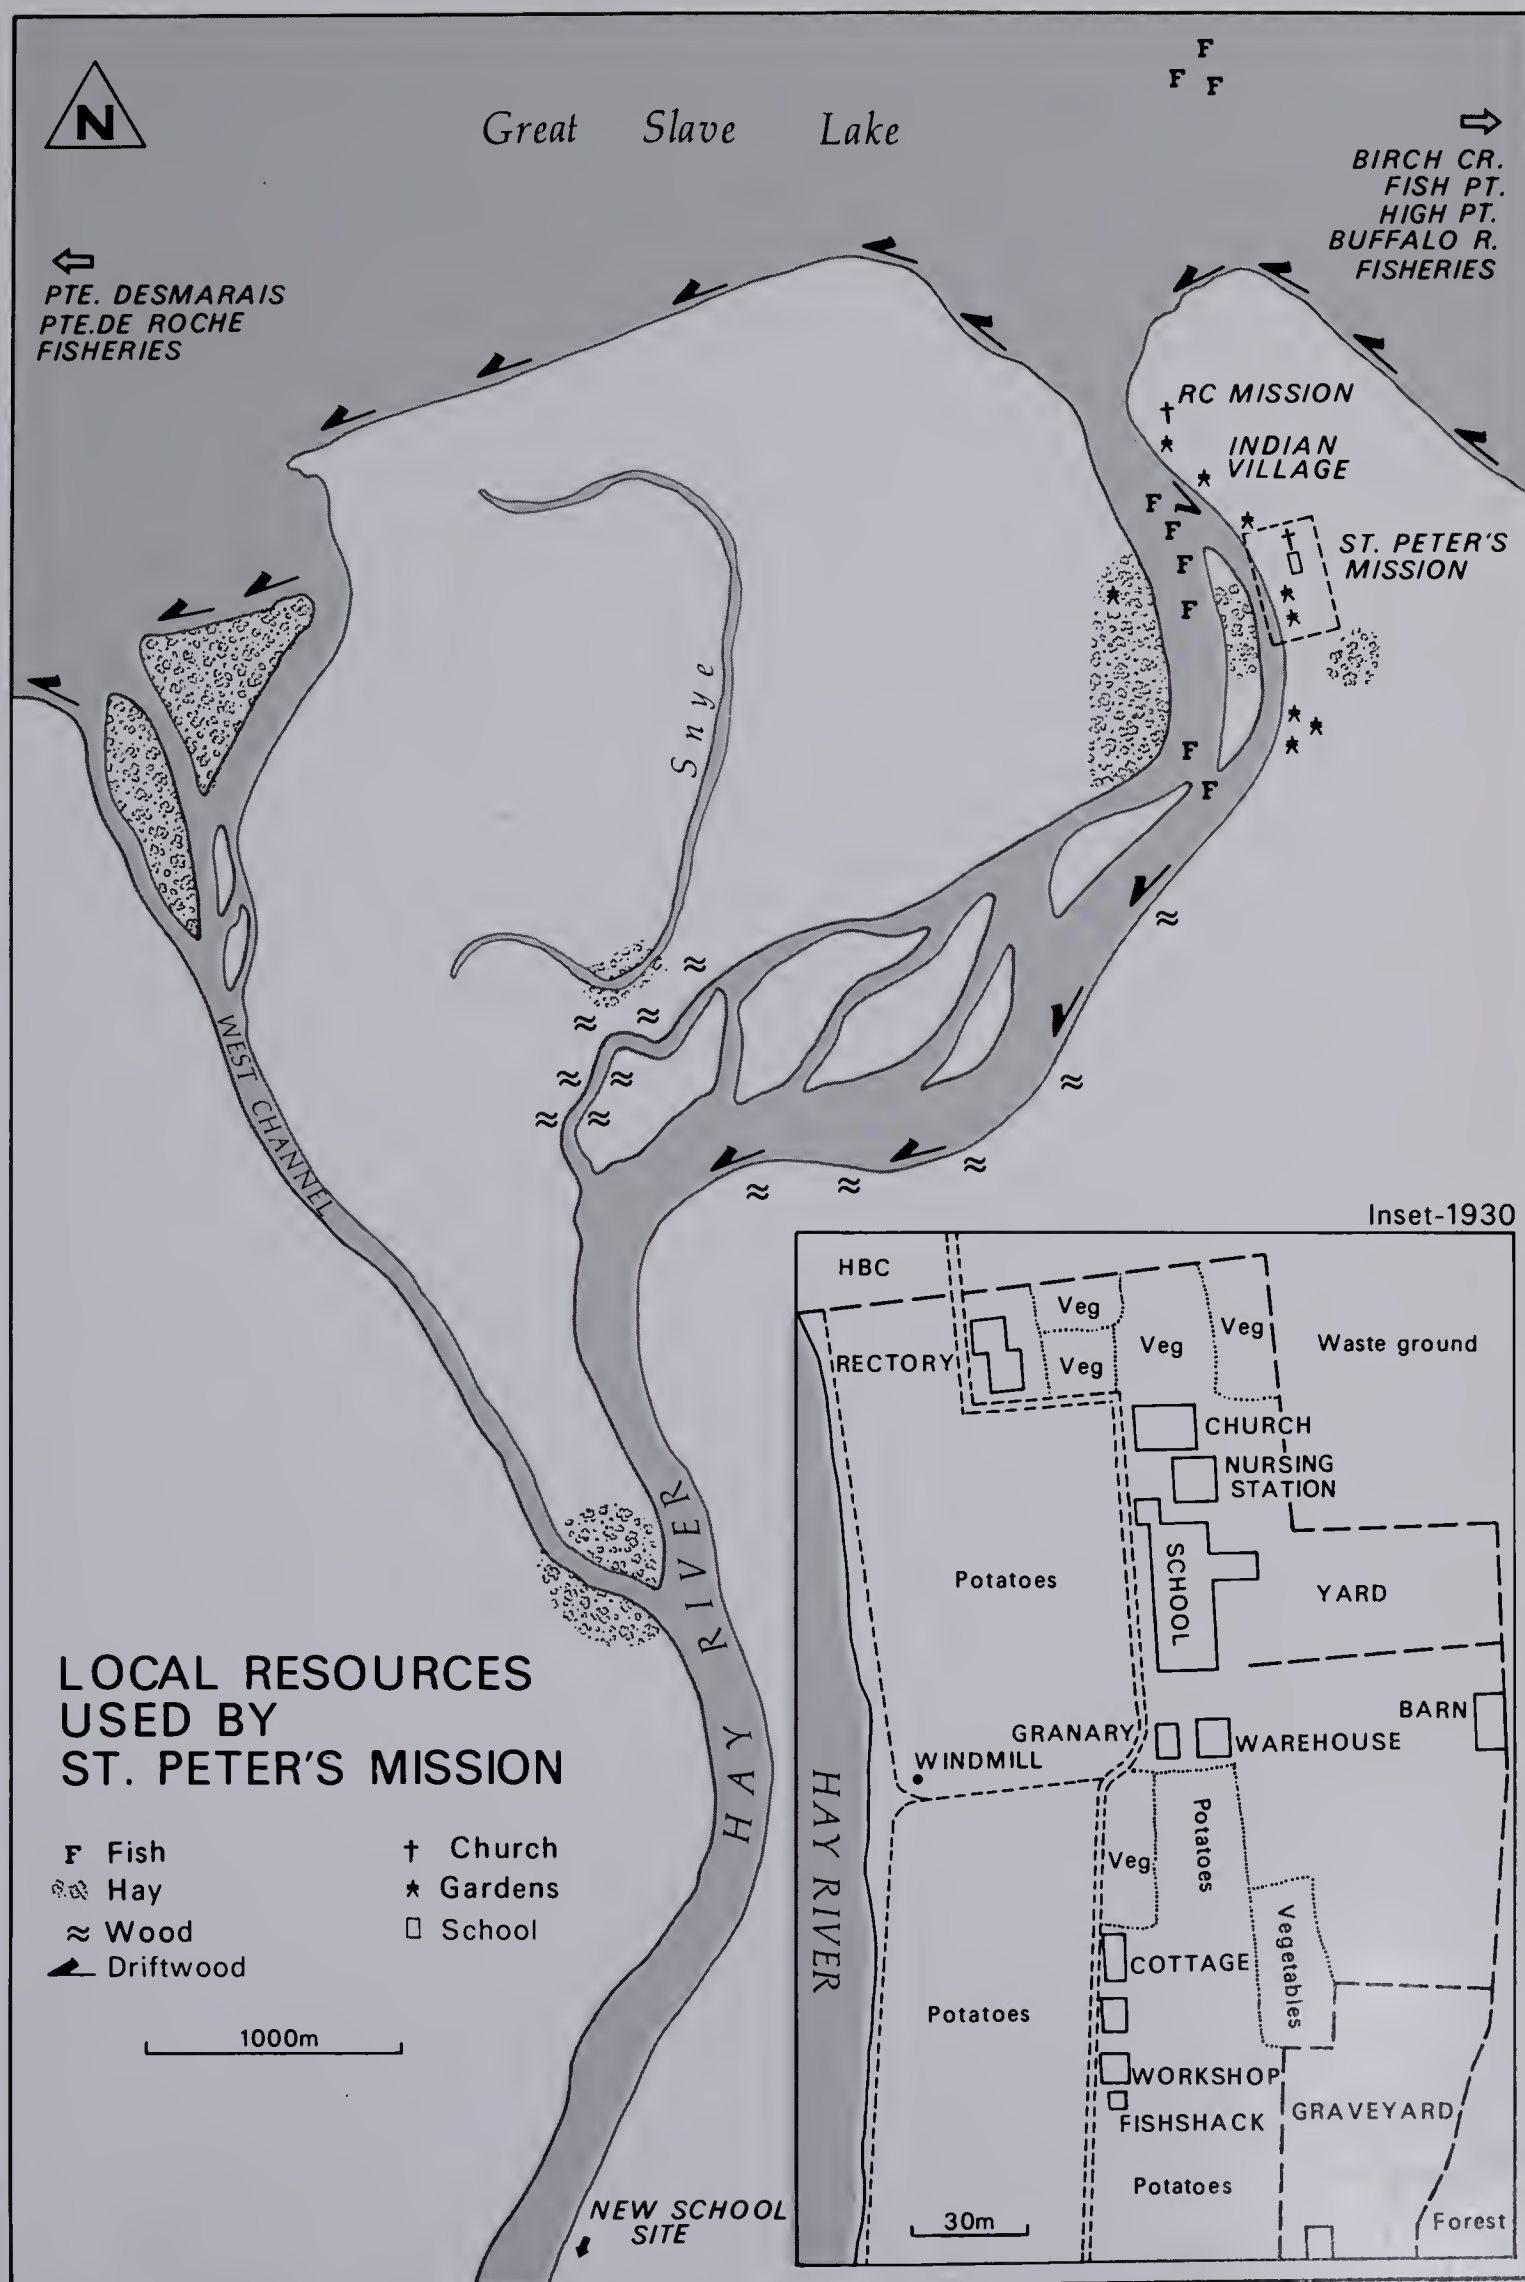 F
F F
N
Great Slave Lake
BIRCH CR.
FISH PT.
HIGH PT.
BUFFALO R.
FISHERIES
PTE. DESMARAIS
PTE.DE ROCHE
FISHERIES
RC MISSION
INDIAN
VILLAGE
F
F
ST. PETER'S
MISSION
F
F
Snye
F
F
WEST CHANNEL
HAY RIVER
LOCAL RESOURCES
USED BY
ST. PETER'S MISSION
F Fish
Hay
Wood
Driftwood
Church
Gardens
School
1000m
NEW SCHOOL
SITE
Inset-1930
HBC
Veg
RECTORY
Veg
Veg
Veg
Waste ground
CHURCH
NURSING
STATION
SCHOOL
Potatoes
YARD
BARN
GRANARY
WAREHOUSE
WINDMILL
HAY RIVER
Potatoes
Veg
Vegetables
COTTAGE
Potatoes
WORKSHOP
GRAVEYARD
FISHSHACK
Potatoes
30m
Forest